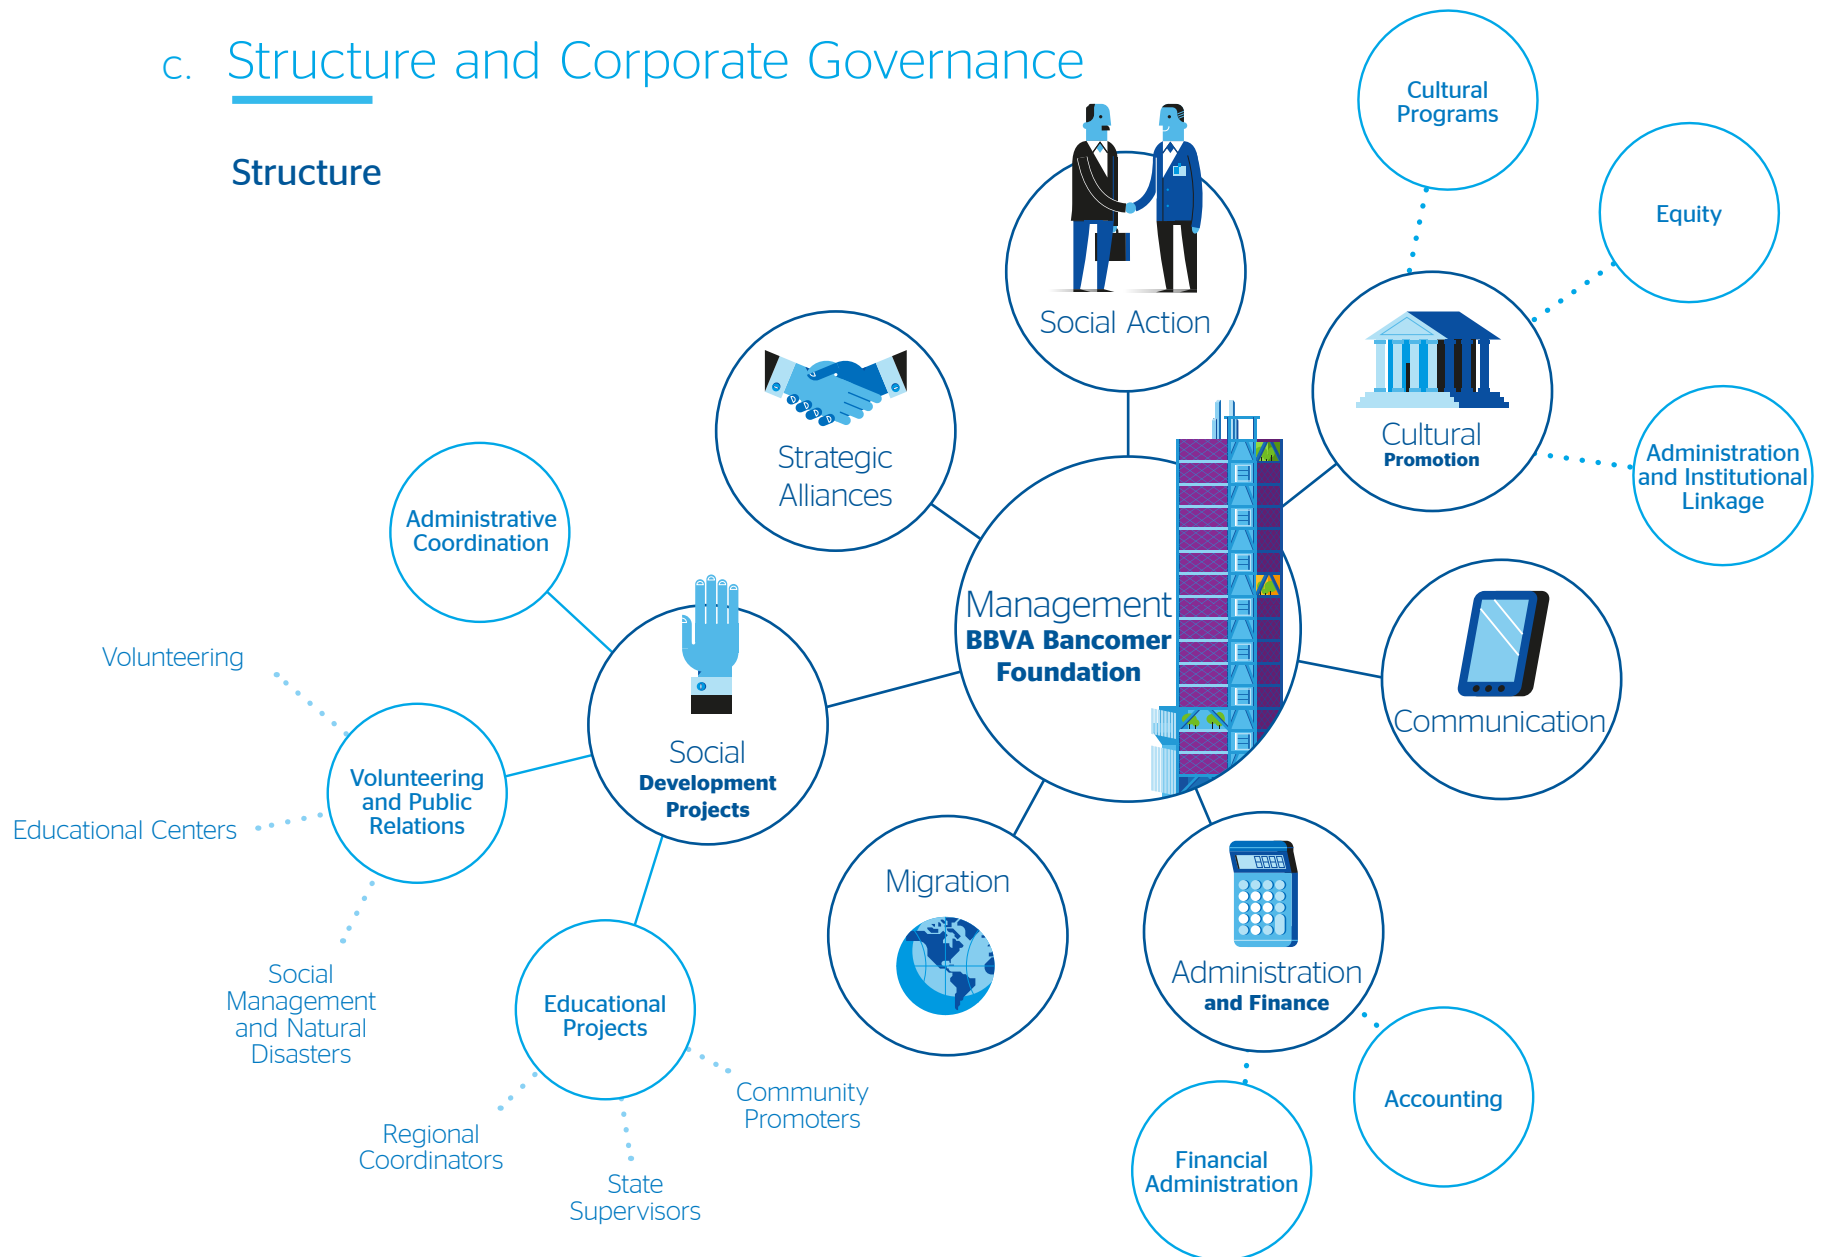 c. Structure and Corporate Governance
Structure
Cultural
Programs
Equity
Social Action
Cultural
Promotion
Administration
and Institutional
Linkage
Strategic
Alliances
Administrative
Coordination
Management
BBVA Bancomer
Foundation
Communication
Volunteering
Volunteering
and Public
Relations
Educational Centers
Social
Development
Projects
Migration
Administration
and Finance
Social
Management
and Natural
Disasters
Educational
Projects
Community
Promoters
Regional
Coordinators
State
Supervisors
Accounting
Financial
Administration